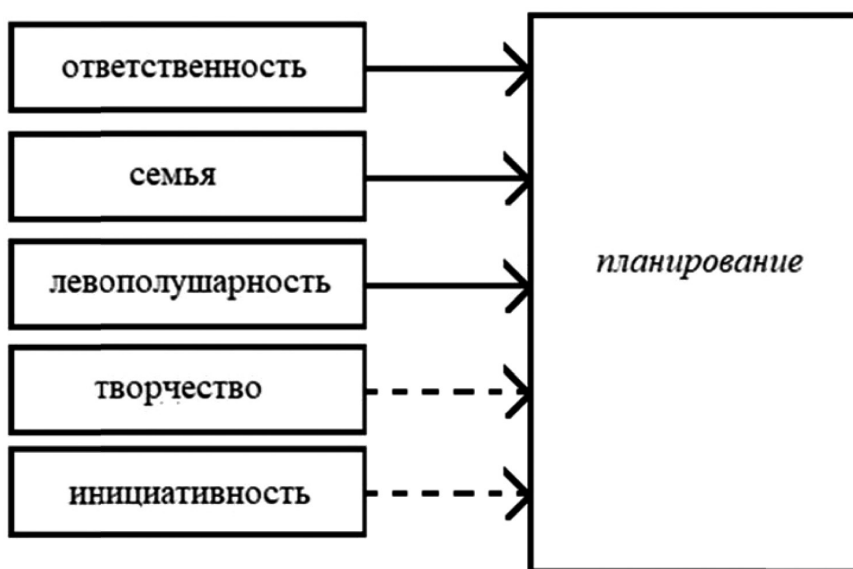 ответственность
семья
левополушарность
творчество
инициативность
планирование